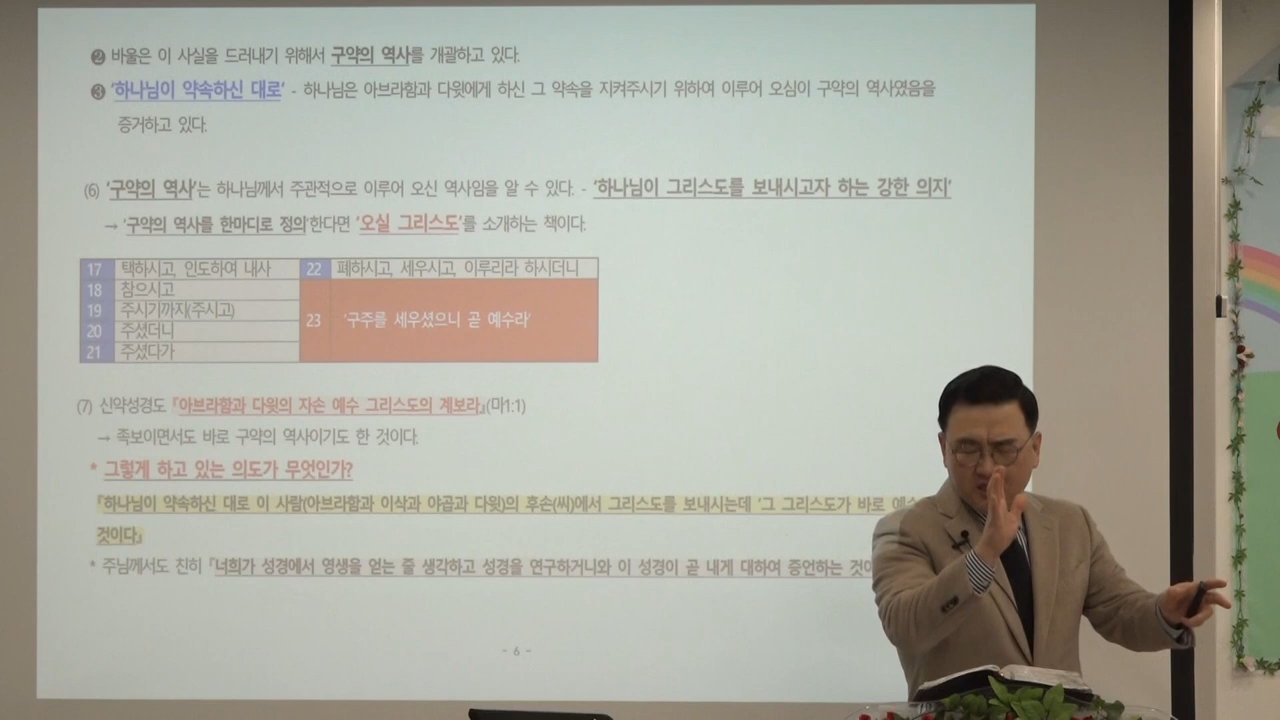 ❷ 바울은 이 사실을 드러내기 위해서 구약의 역사를 개괄하고 있다.
❸ '하나님이 약속하신 대로' - 하나님은 아브라함과 다윗에게 하신 그 약속을 지켜주시기 위하여 이루어 오심이 구약의 역사였음을
증거하고 있다.
(6) '구약의 역사'는 하나님께서 주관적으로 이루어 오신 역사임을 알 수 있다. - '하나님이 그리스도를 보내시고자 하는 강한 의지'
→ '구약의 역사를 한마디로 정의'한다면 '오실 그리스도'를 소개하는 책이다.
17 택하시고, 인도하여 내사 22 폐하시고, 세우시고, 이루리라 하시더니
18 참으시고
19 주시기까지(주시고)
23 '구주를 세우셨으니 곧 예수라'
20 주셨더니
21 주셨다가
(7) 신약성경도 『아브라함과 다윗의 자손 예수 그리스도의 계보라』(마1:1)
→ 족보이면서도 바로 구약의 역사이기도 한 것이다.
* 그렇게 하고 있는 의도가 무엇인가?
『하나님이 약속하신 대로 이 사람(아브라함과 이삭과 야곱과 다윗)의 후손(씨)에서 그리스도를 보내시는데 '그 그리스도가 바로
것이다』
* 주님께서도 친히 『너희가 성경에서 영생을 얻는 줄 생각하고 성경을 연구하거니와 이 성경이 곧 내게 대하여 증언하는
- 6 -